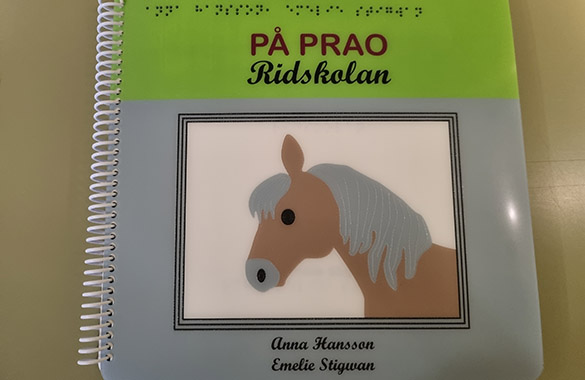 ⠁⠝⠝⠁ ⠓⠁⠝⠎⠎⠕⠝ ⠑⠍⠑⠇⠊⠑ ⠎⠞⠊⠛⠺⠁⠝
PÅ PRAO
Ridskolan
Anna Hansson
Emelie Stigwan